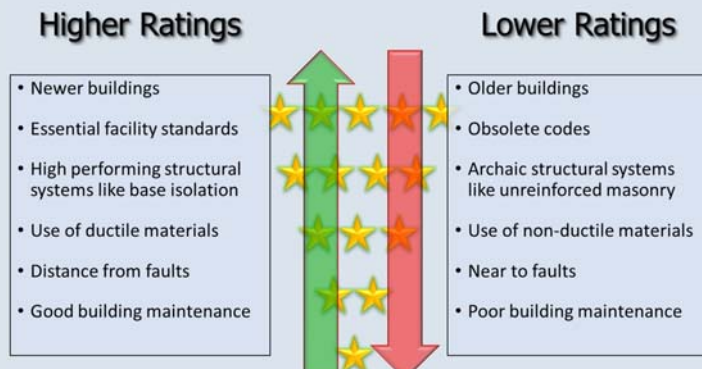 Higher Ratings
• Newer buildings
• Essential facility standards
• High performing structural
systems like base isolation
• Use of ductile materials
• Distance from faults
• Good building maintenance
Lower Ratings
• Older buildings
• Obsolete codes
• Archaic structural systems
like unreinforced masonry
• Use of non-ductile materials
• Near to faults
• Poor building maintenance